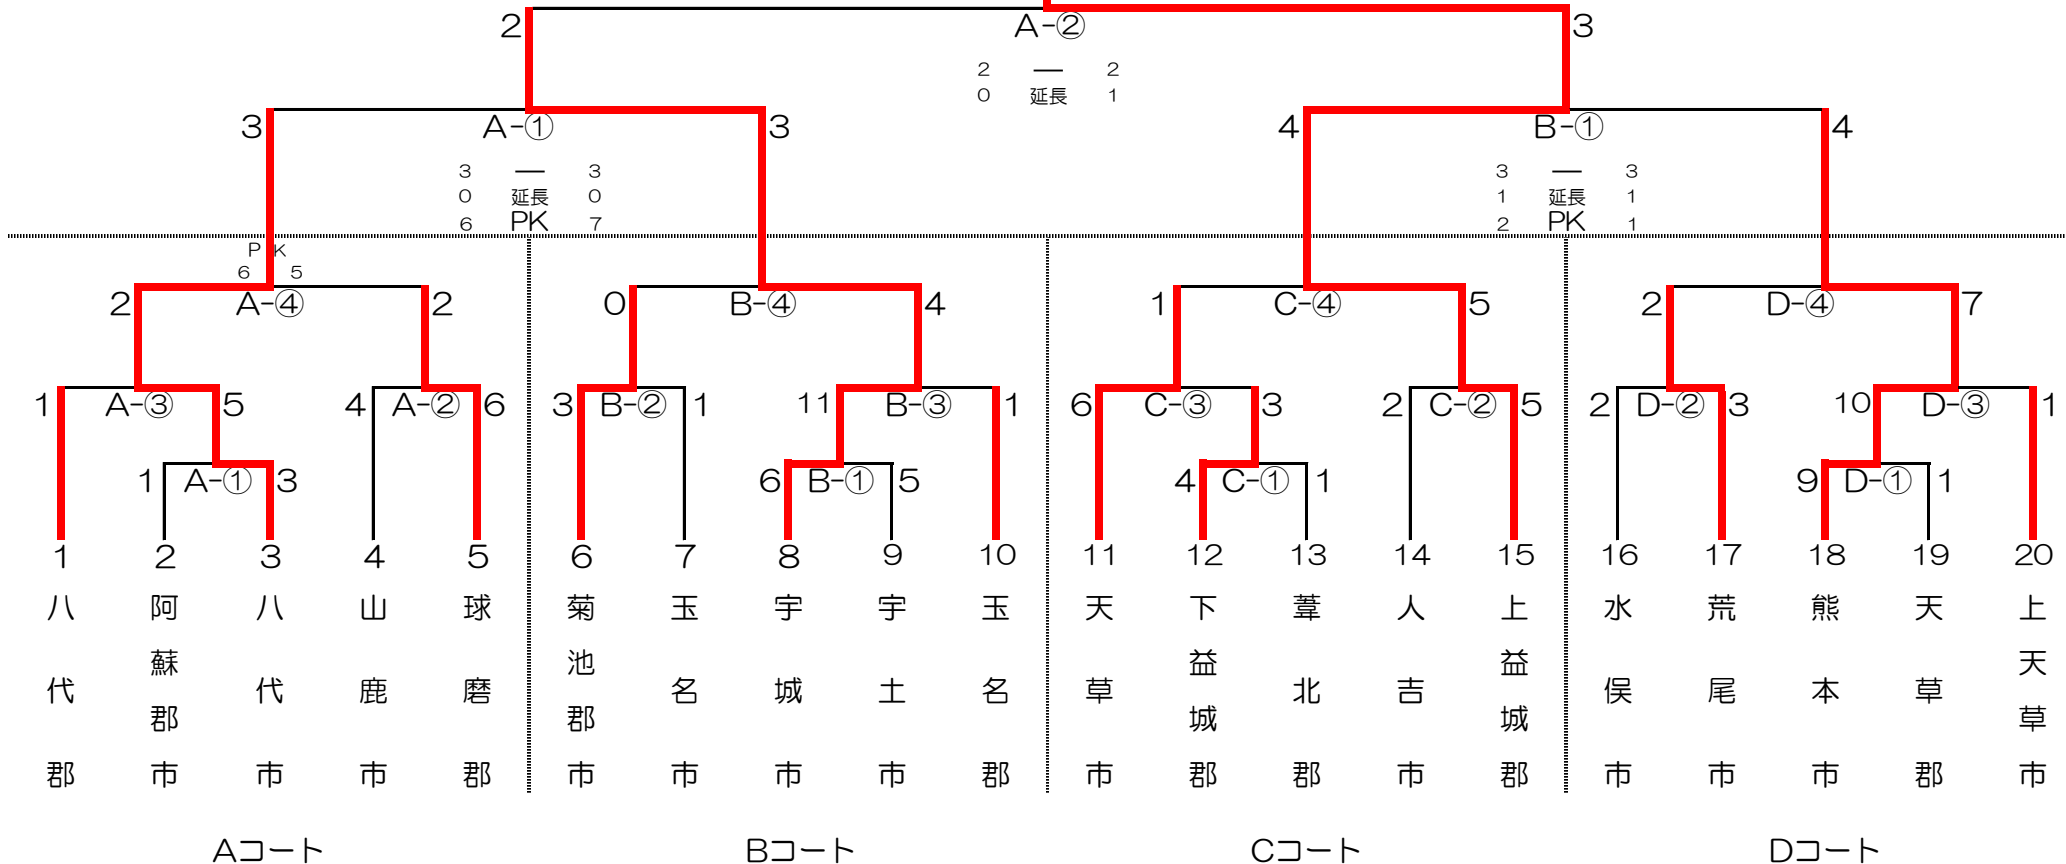 2 A-② 3
2 — 2
0 延長 1
3 A-① 3 4 B-① 4
3 — 3 3 — 3
0 延長 0 1 延長 1
6 PK 7 2 PK 1
PK
6 5
2 A-④ 2 0 B-④ 4 1 C-④ 5 2 D-④ 7
1 A-③ 5 4 A-② 6 3 B-② 1 11 B-③ 1 6 C-③ 3 2 C-② 5 2 D-② 3 10 D-③ 1
1 A-① 3 6 B-① 5 4 C-① 1 9 D-① 1
1 2 3 4 5 6 7 8 9 10 11 12 13 14 15 16 17 18 19 20
八代郡
阿蘇郡市
八代市
山鹿市
球磨郡
菊池郡市
玉名市
宇城市
宇土市
玉名郡
天草市
下益城郡
葦北郡
人吉市
上益城郡
水俣市
荒尾市
熊本市
天草郡
上天草市
Aコート Bコート Cコート Dコート